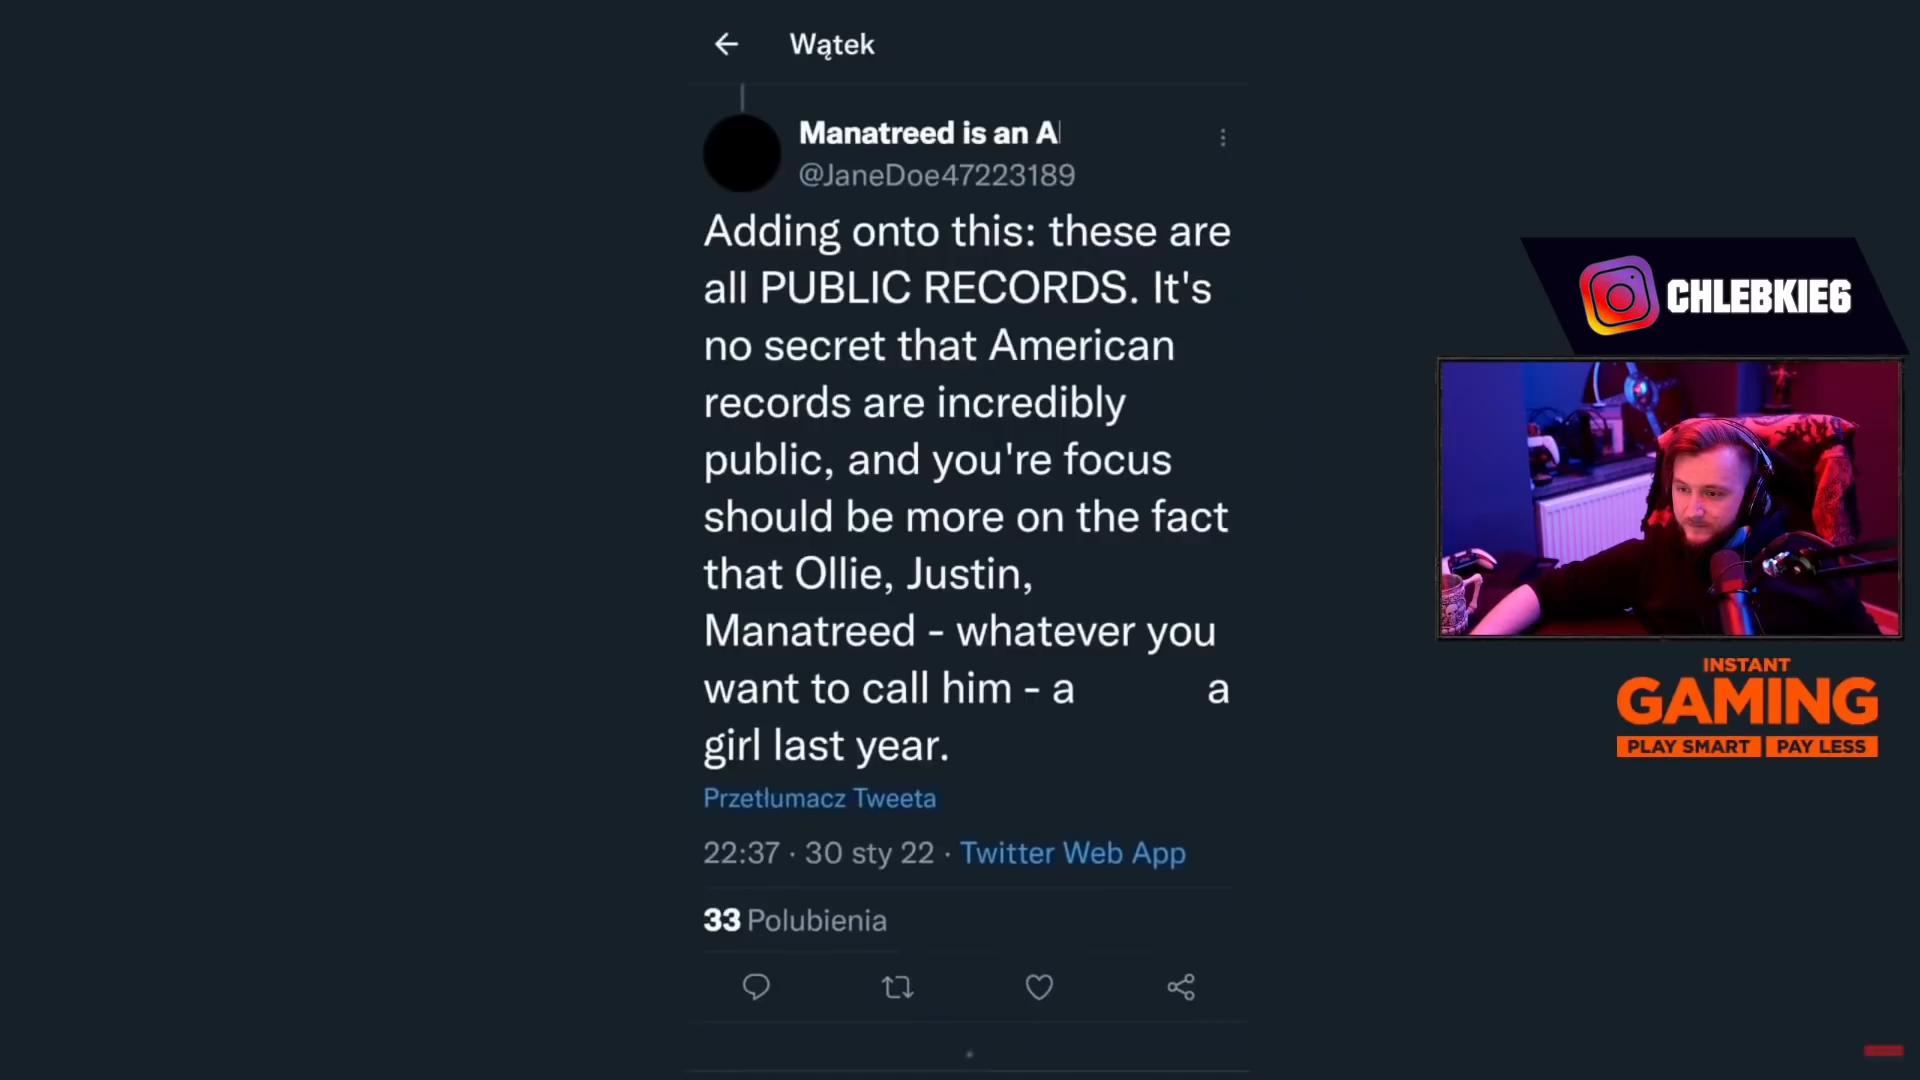 Wątek
Manatreed is an A
@JaneDoe47223189
Adding onto this: these are
all PUBLIC RECORDS. It's
no secret that American
records are incredibly
public, and you're focus
should be more on the fact
that Ollie, Justin,
Manatreed - whatever you
want to call him - a a
girl last year.
Przetłumacz Tweeta
22:37 · 30 sty 22 · Twitter Web App
33 Polubienia
CHLEBKIE6
INSTANT
GAMING
PLAY SMART PAY LESS